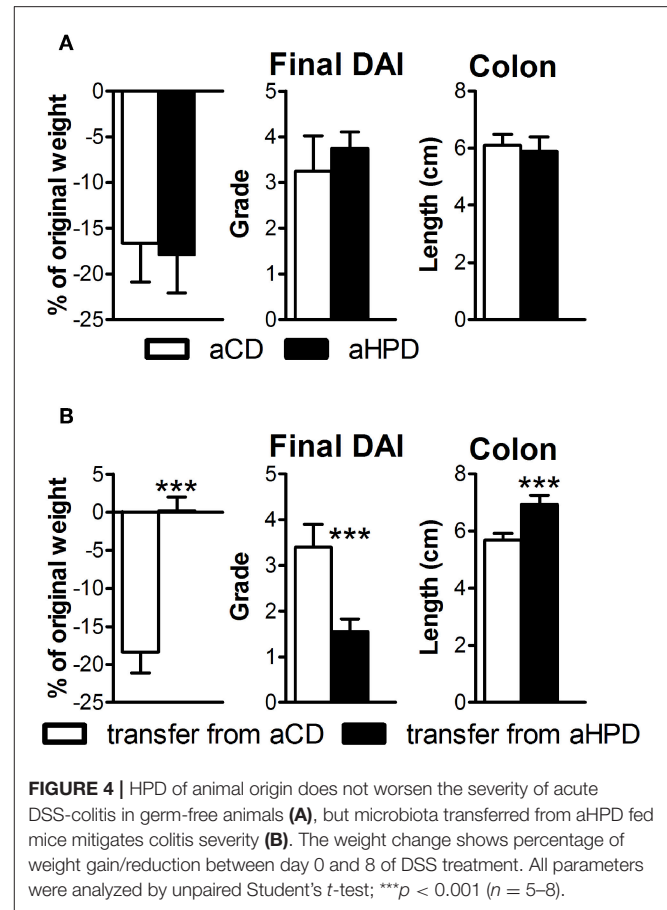 A
Final DAI
Colon
% of original weight
0
-5
-10
-15
-20
-25
Grade
5
4
3
2
1
0
Length (cm)
8
6
4
2
0
aCD aHPD
B
Final DAI
Colon
% of original weight
5
0
-5
-10
-15
-20
-25
***
Grade
5
4
3
2
1
0
***
Length (cm)
8
6
4
2
0
***
transfer from aCD transfer from aHPD
FIGURE 4 | HPD of animal origin does not worsen the severity of acute
DSS-colitis in germ-free animals (A), but microbiota transferred from aHPD fed
mice mitigates colitis severity (B). The weight change shows percentage of
weight gain/reduction between day 0 and 8 of DSS treatment. All parameters
were analyzed by unpaired Student's t-test; ***p < 0.001 (n = 5–8).